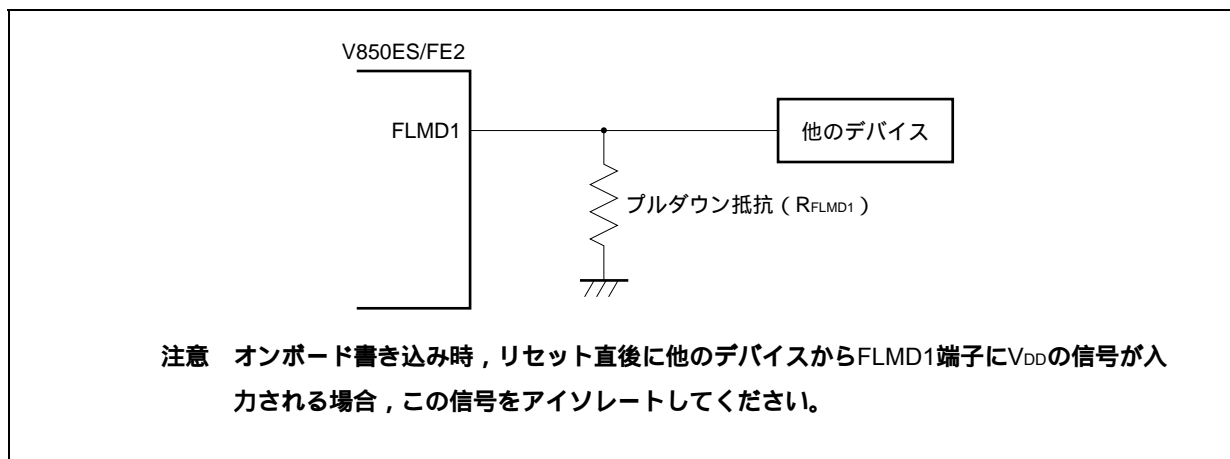 V850ES/FE2
FLMD1
他のデバイス
プルダウン抵抗（RFLMD1）
注意　オンボード書き込み時，リセット直後に他のデバイスからFLMD1端子にVDDの信号が入
力される場合，この信号をアイソレートしてください。